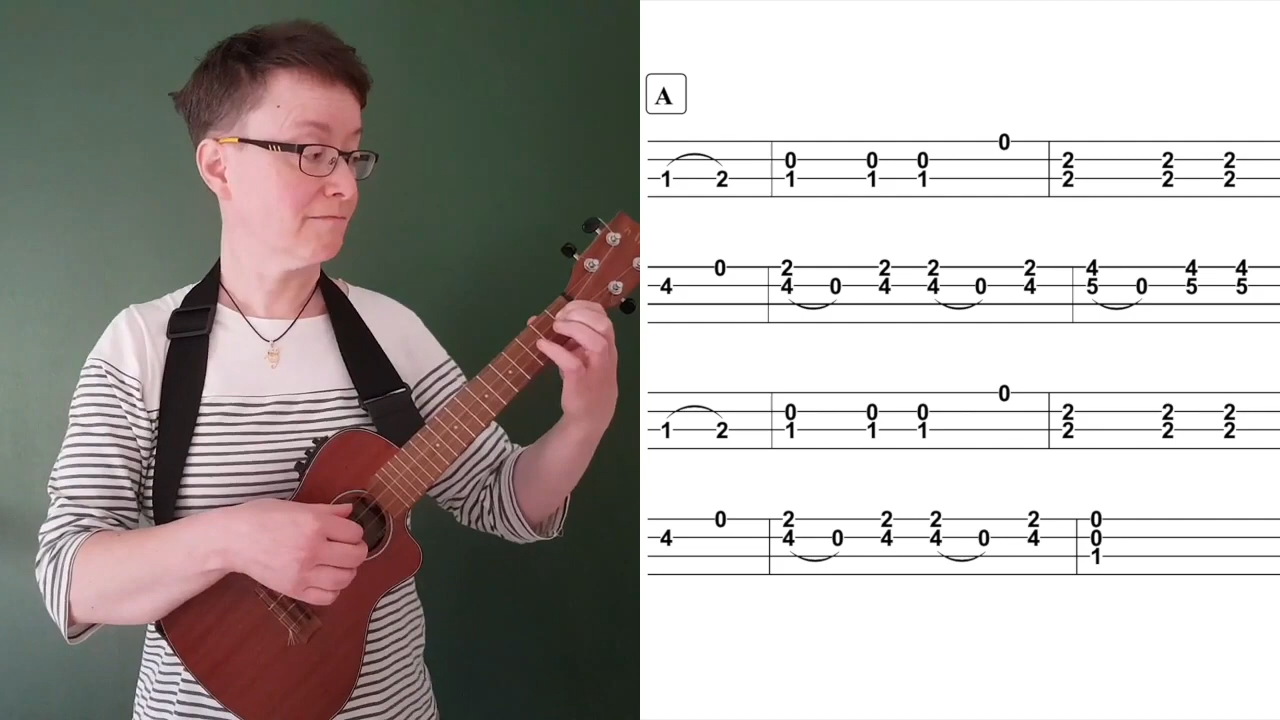 A
0
0 0 0 2 2 2
1 2 1 1 1 2 2 2
0 2 2 2 2 4 4 4
4 4 0 4 4 0 4 5 0 5 5
0
0 0 0 2 2 2
1 2 1 1 1 2 2 2
0 2 2 2 2 0
4 4 0 4 4 0 4 0
1